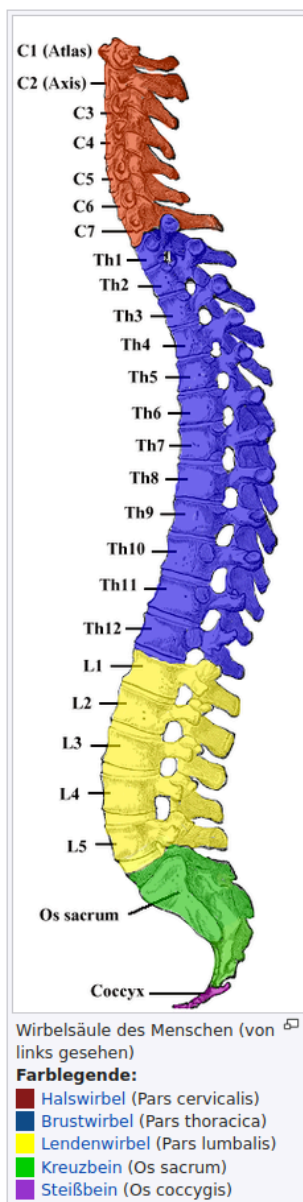 C1 (Atlas)
C2 (Axis)
C3
C4
C5
C6
C7
Th1
Th2
Th3
Th4
Th5
Th6
Th7
Th8
Th9
Th10
Th11
Th12
L1
L2
L3
L4
L5
Os sacrum
Coccyx
Wirbelsäule des Menschen (von
links gesehen)
Farblegende:
Halswirbel (Pars cervicalis)
Brustwirbel (Pars thoracica)
Lendenwirbel (Pars lumbalis)
Kreuzbein (Os sacrum)
Steißbein (Os coccygis)